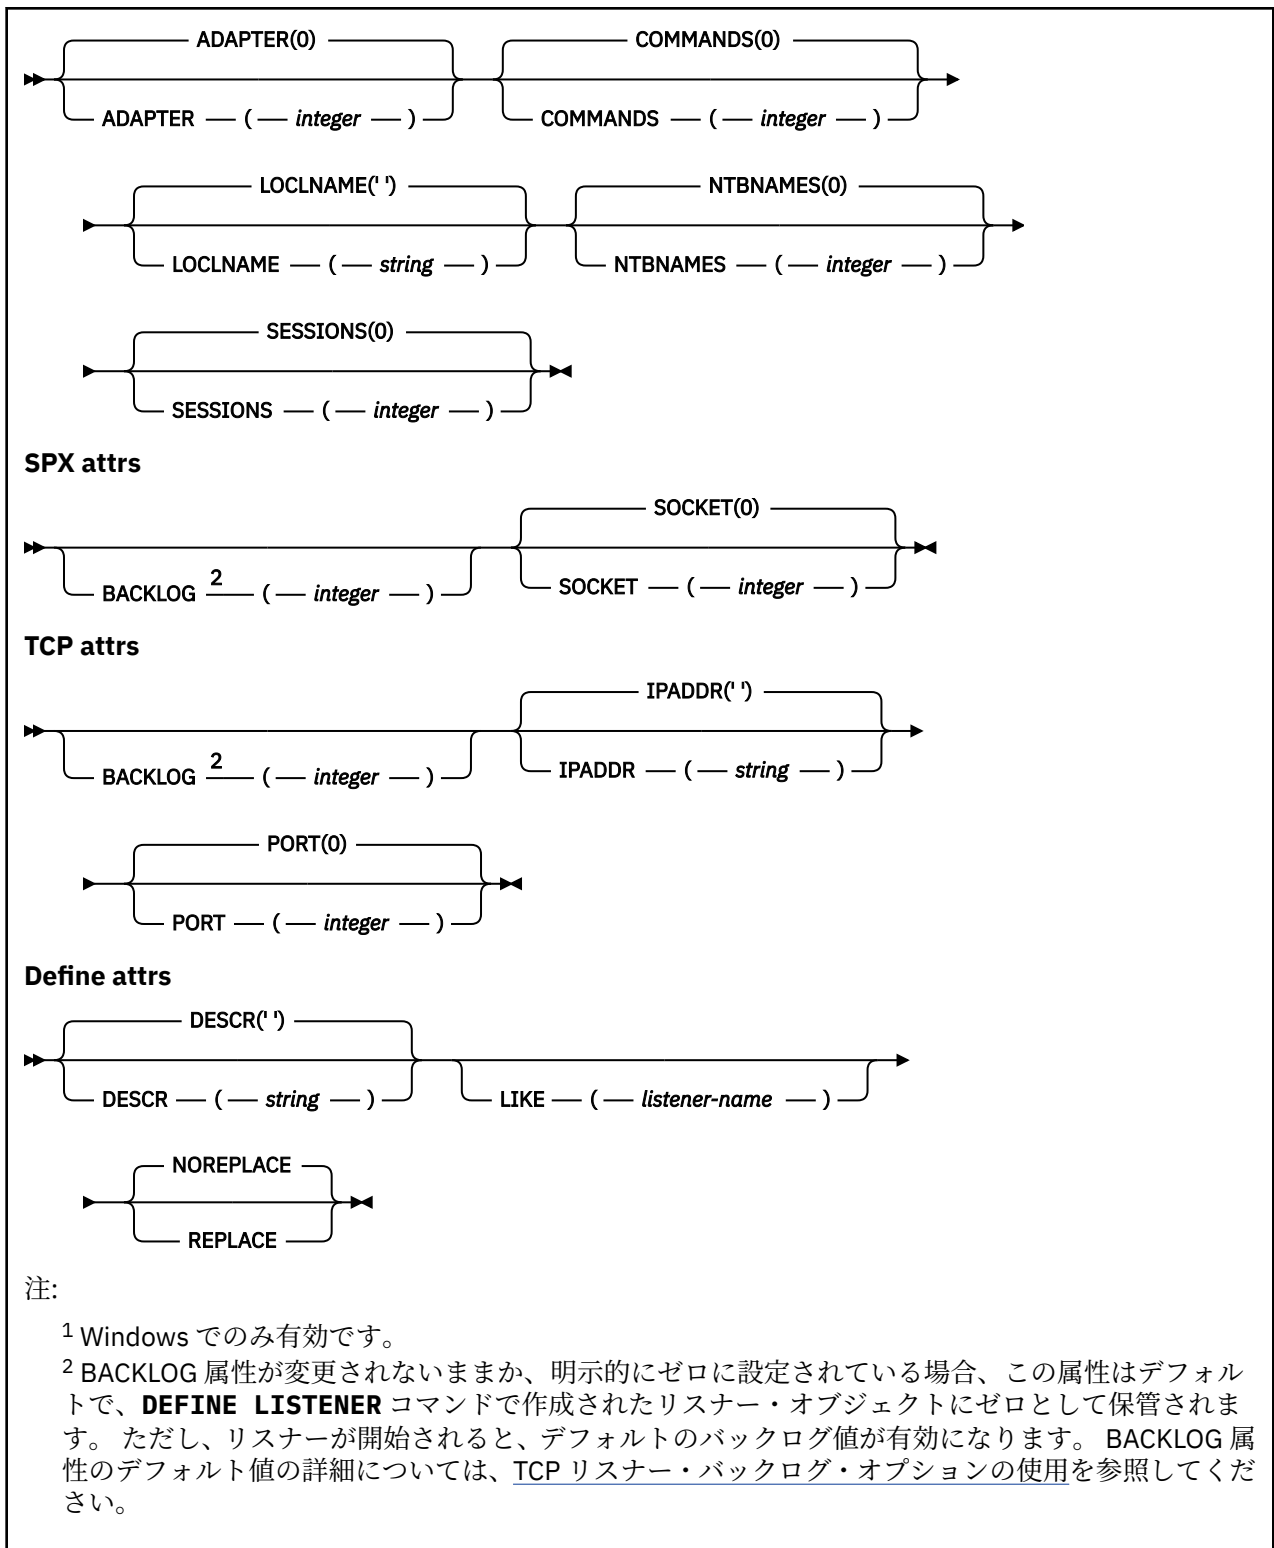 ADAPTER(0) COMMANDS(0)
ADAPTER ( integer ) COMMANDS ( integer )
LOCLNAME(' ') NTBNAMES(0)
LOCLNAME ( string ) NTBNAMES ( integer )
SESSIONS(0)
SESSIONS ( integer )
SPX attrs
SOCKET(0)
BACKLOG 2 ( integer ) SOCKET ( integer )
TCP attrs
IPADDR(' ')
BACKLOG 2 ( integer ) IPADDR ( string )
PORT(0)
PORT ( integer )
Define attrs
DESCR(' ')
DESCR ( string ) LIKE ( listener-name )
NOREPLACE
REPLACE
注:
1 Windows でのみ有効です。
2 BACKLOG 属性が変更されないままか、明示的にゼロに設定されている場合、この属性はデフォル
トで、DEFINE LISTENER コマンドで作成されたリスナー・オブジェクトにゼロとして保管されま
す。 ただし、リスナーが開始されると、デフォルトのバックログ値が有効になります。 BACKLOG 属
性のデフォルト値の詳細については、TCP リスナー・バックログ・オプションの使用を参照してくだ
さい。